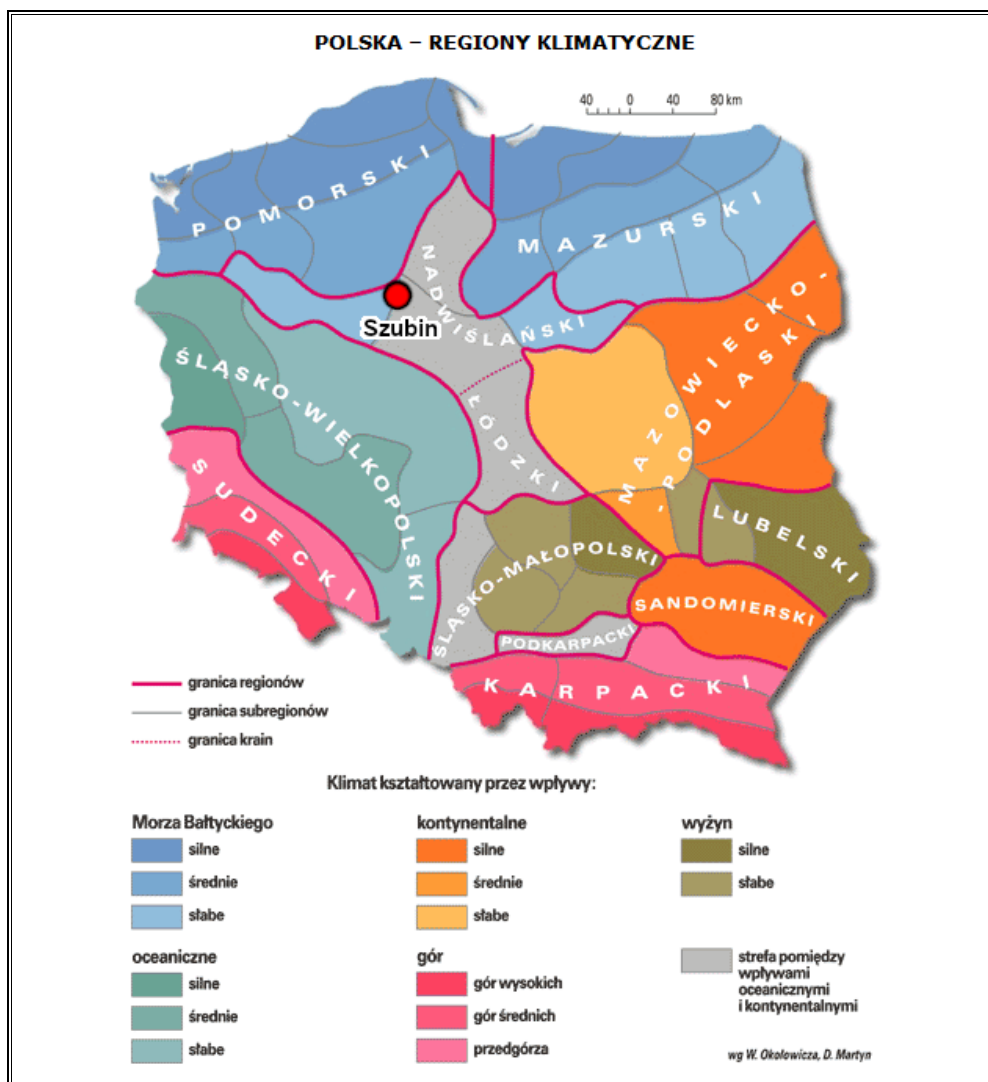 POLSKA – REGIONY KLIMATYCZNE
40 0 40 80 km
POMORSKI
MAZURSKI
NADWIŚLAŃSKI
Szubin
MAZOWIECKO-
-PODLASKI
ŚLĄSKO-WIELKOPOLSKI
ŁÓDZKI
SUDECKI
LUBELSKI
ŚLĄSKO-MAŁOPOLSKI
SANDOMIERSKI
PODKARPACKI
KARPACKI
granica regionów
granica subregionów
granica krain
Klimat kształtowany przez wpływy:
Morza Bałtyckiego
silne
średnie
słabe
kontynentalne
silne
średnie
słabe
wyżyn
silne
słabe
oceaniczne
silne
średnie
słabe
gór
gór wysokich
gór średnich
przedgórza
strefa pomiędzy
wpływami
oceanicznymi
i kontynentalnymi
wg W. Okołowicza, D. Martyn